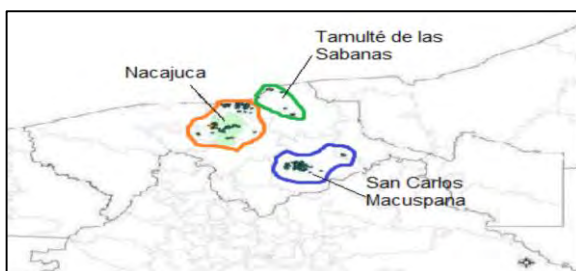 Tamulté de las
Sabanas
Nacajuca
San Carlos
Macuspana